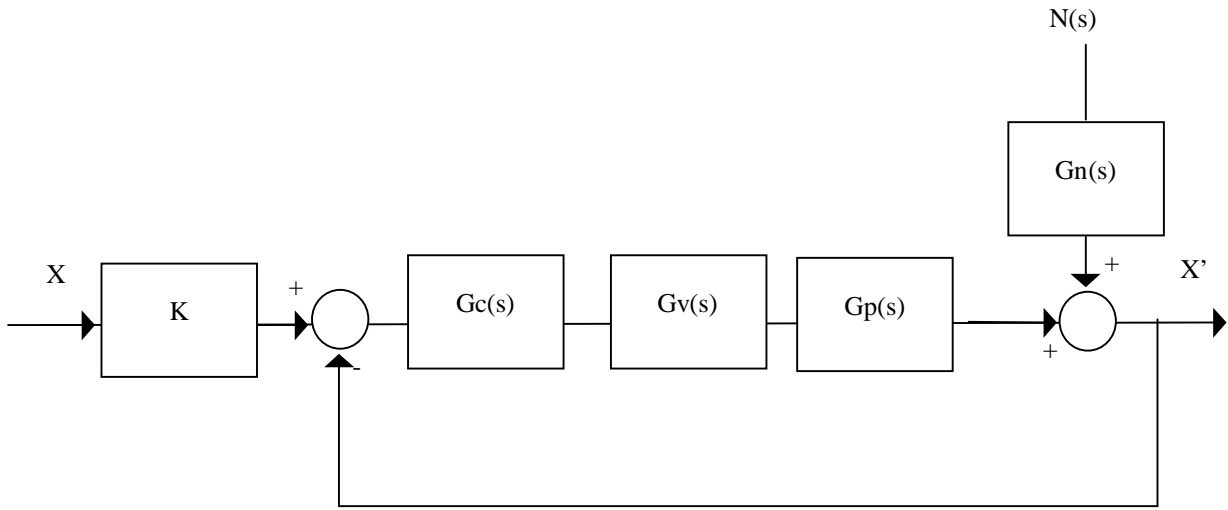 N(s)
Gn(s)
X
+
X’
K
+
Gc(s)
Gv(s)
Gp(s)
+
-